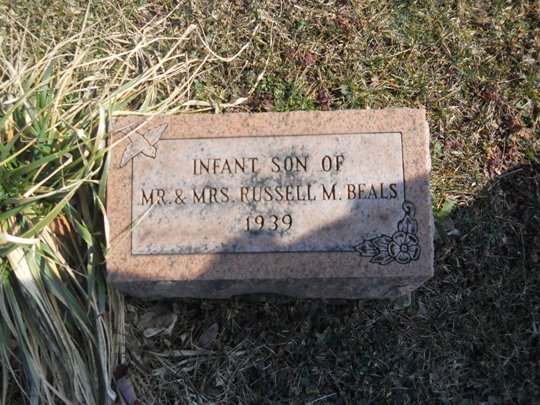 INFANT SON OF
MR. & MRS. RUSSELL M. BEALS
1939